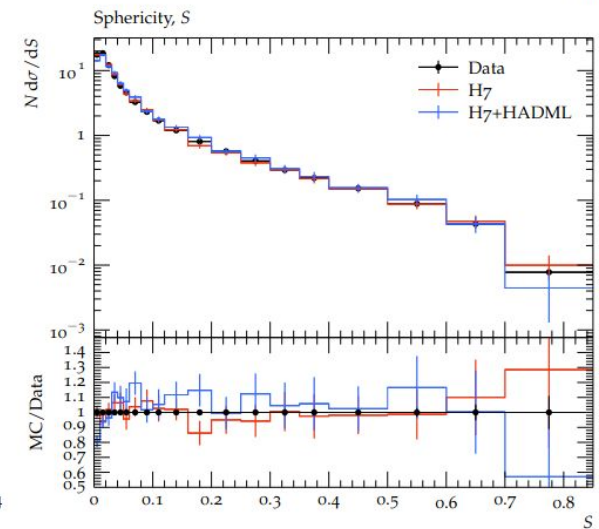 Sphericity, S
N dσ/dS
10^1
1
10^−1
10^−2
10^−3
Data
H7
H7+HADML
MC/Data
1.4
1.3
1.2
1.1
1
0.9
0.8
0.7
0.6
0.5
0 0.1 0.2 0.3 0.4 0.5 0.6 0.7 0.8
S
4